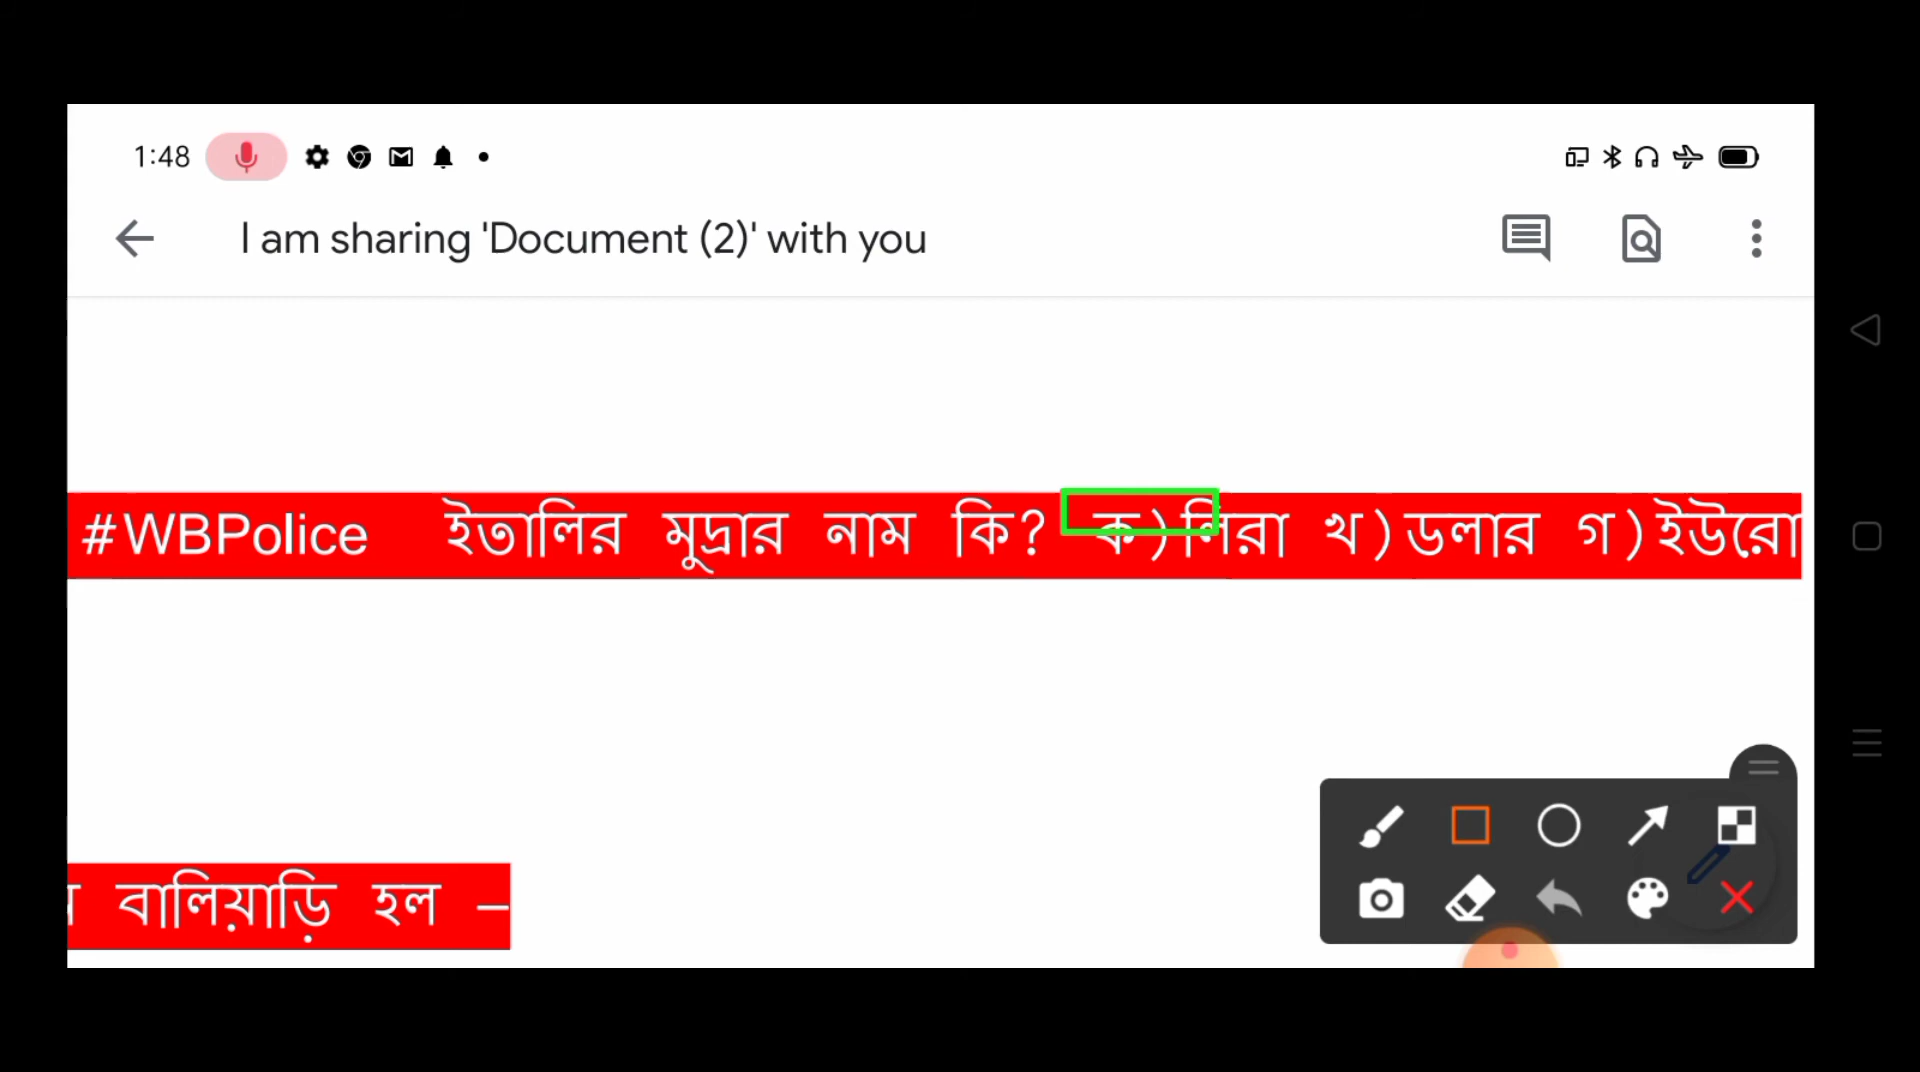 1:48
I am sharing 'Document (2)' with you
#WBPolice ইতালির মুদ্রার নাম কি? ক)লিরা খ)ডলার গ)ইউরো
বালিয়াড়ি হল –